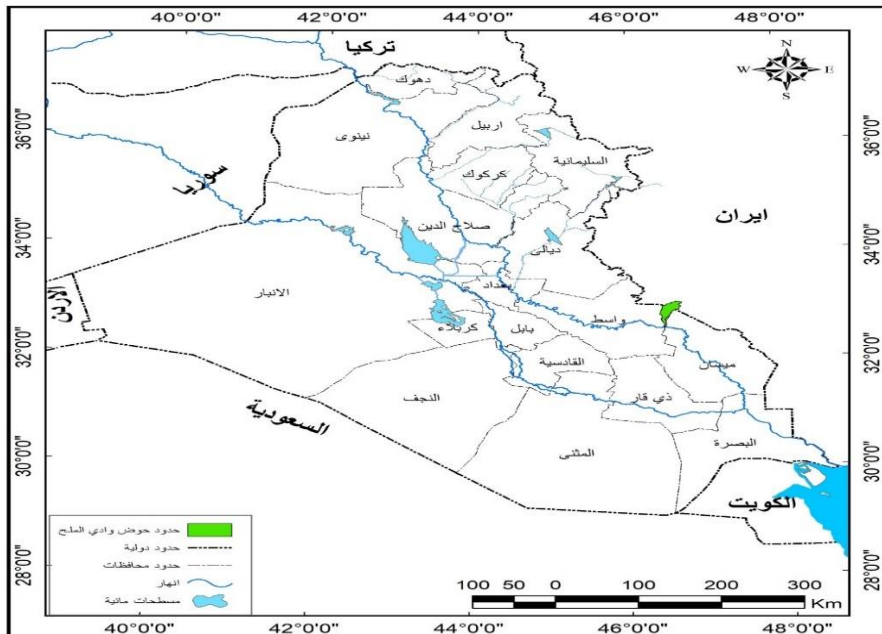 40°0'0" 42°0'0" 44°0'0" 46°0'0" 48°0'0"
تركيا
N
W E
S
دهوك
36°0'0" 36°0'0"
نينوى
اربيل
السليمانية
كركوك
سوريا
ايران
34°0'0" 34°0'0"
صلاح الدين
ديالى
الانبار
بغداد
الاردن
واسط
32°0'0" 32°0'0"
كربلاء
بابل
القادسية
ميسان
النجف
ذي قار
السعودية
30°0'0" 30°0'0"
المثنى
البصرة
الكويت
حدود حوض وادي الملح
حدود دولية
حدود محافظات
انهار
مسطحات مائية
28°0'0" 28°0'0"
100 50 0 100 200 300
Km
40°0'0" 42°0'0" 44°0'0" 46°0'0" 48°0'0"